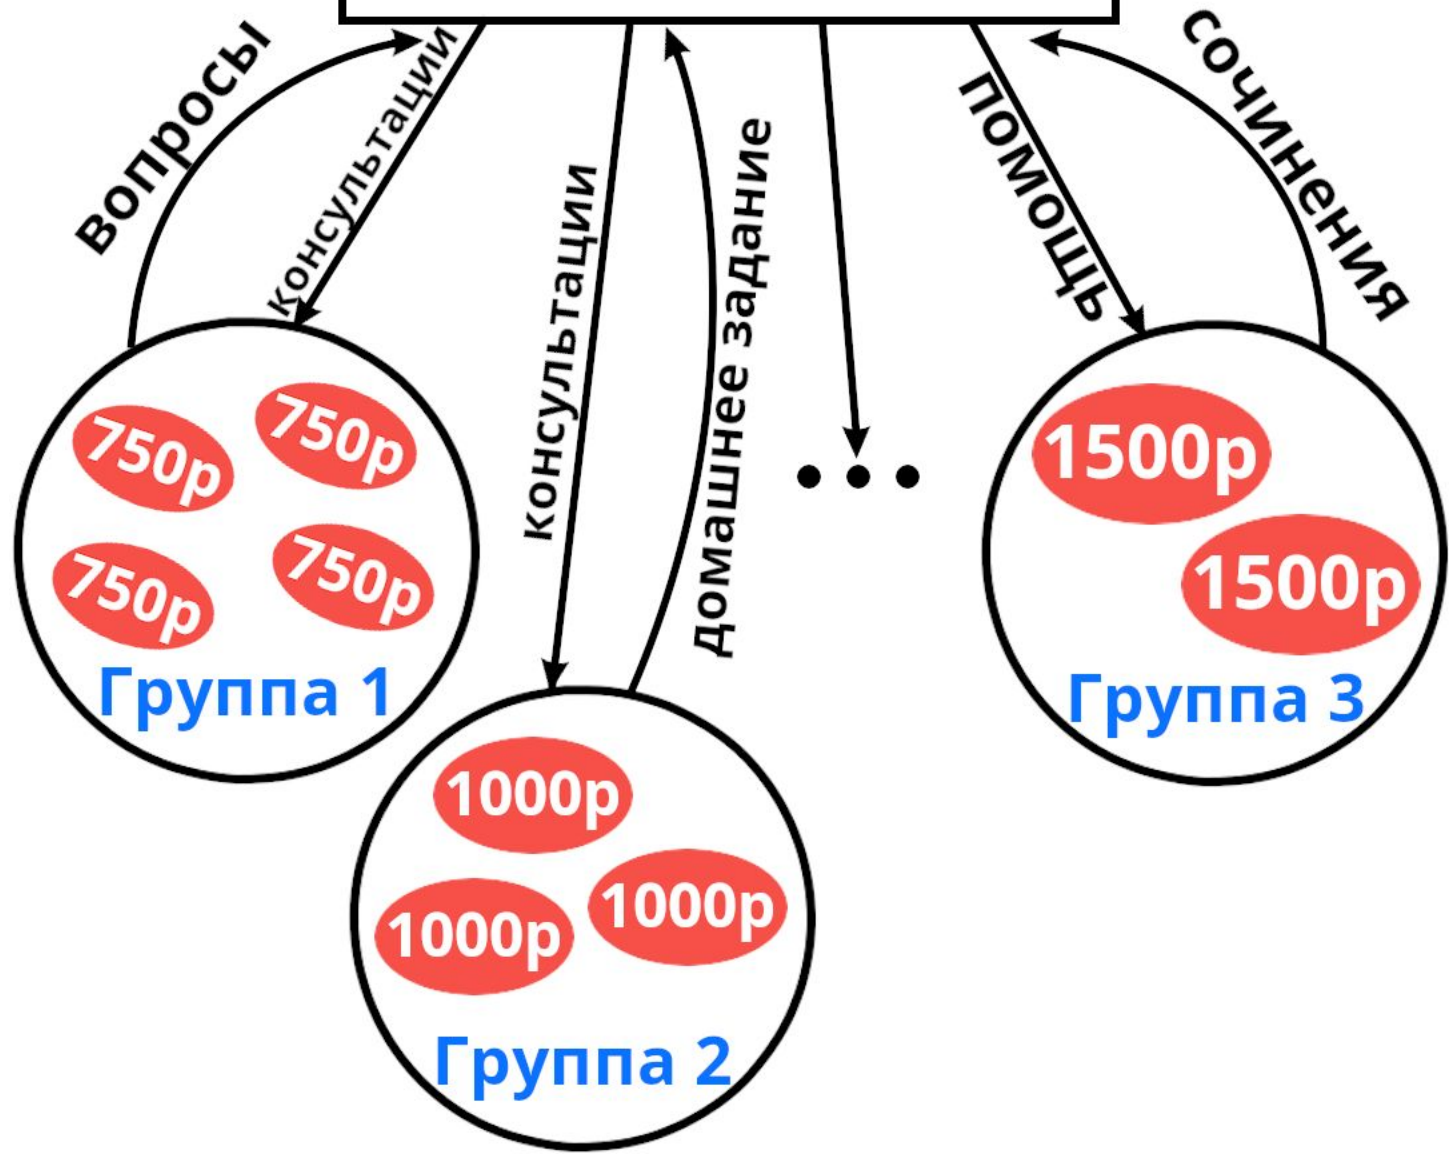 вопросы
консультации
консультации
домашнее задание
помощь
сочинения
750р
750р
750р
750р
Группа 1
1500р
1500р
Группа 3
1000р
1000р
1000р
Группа 2